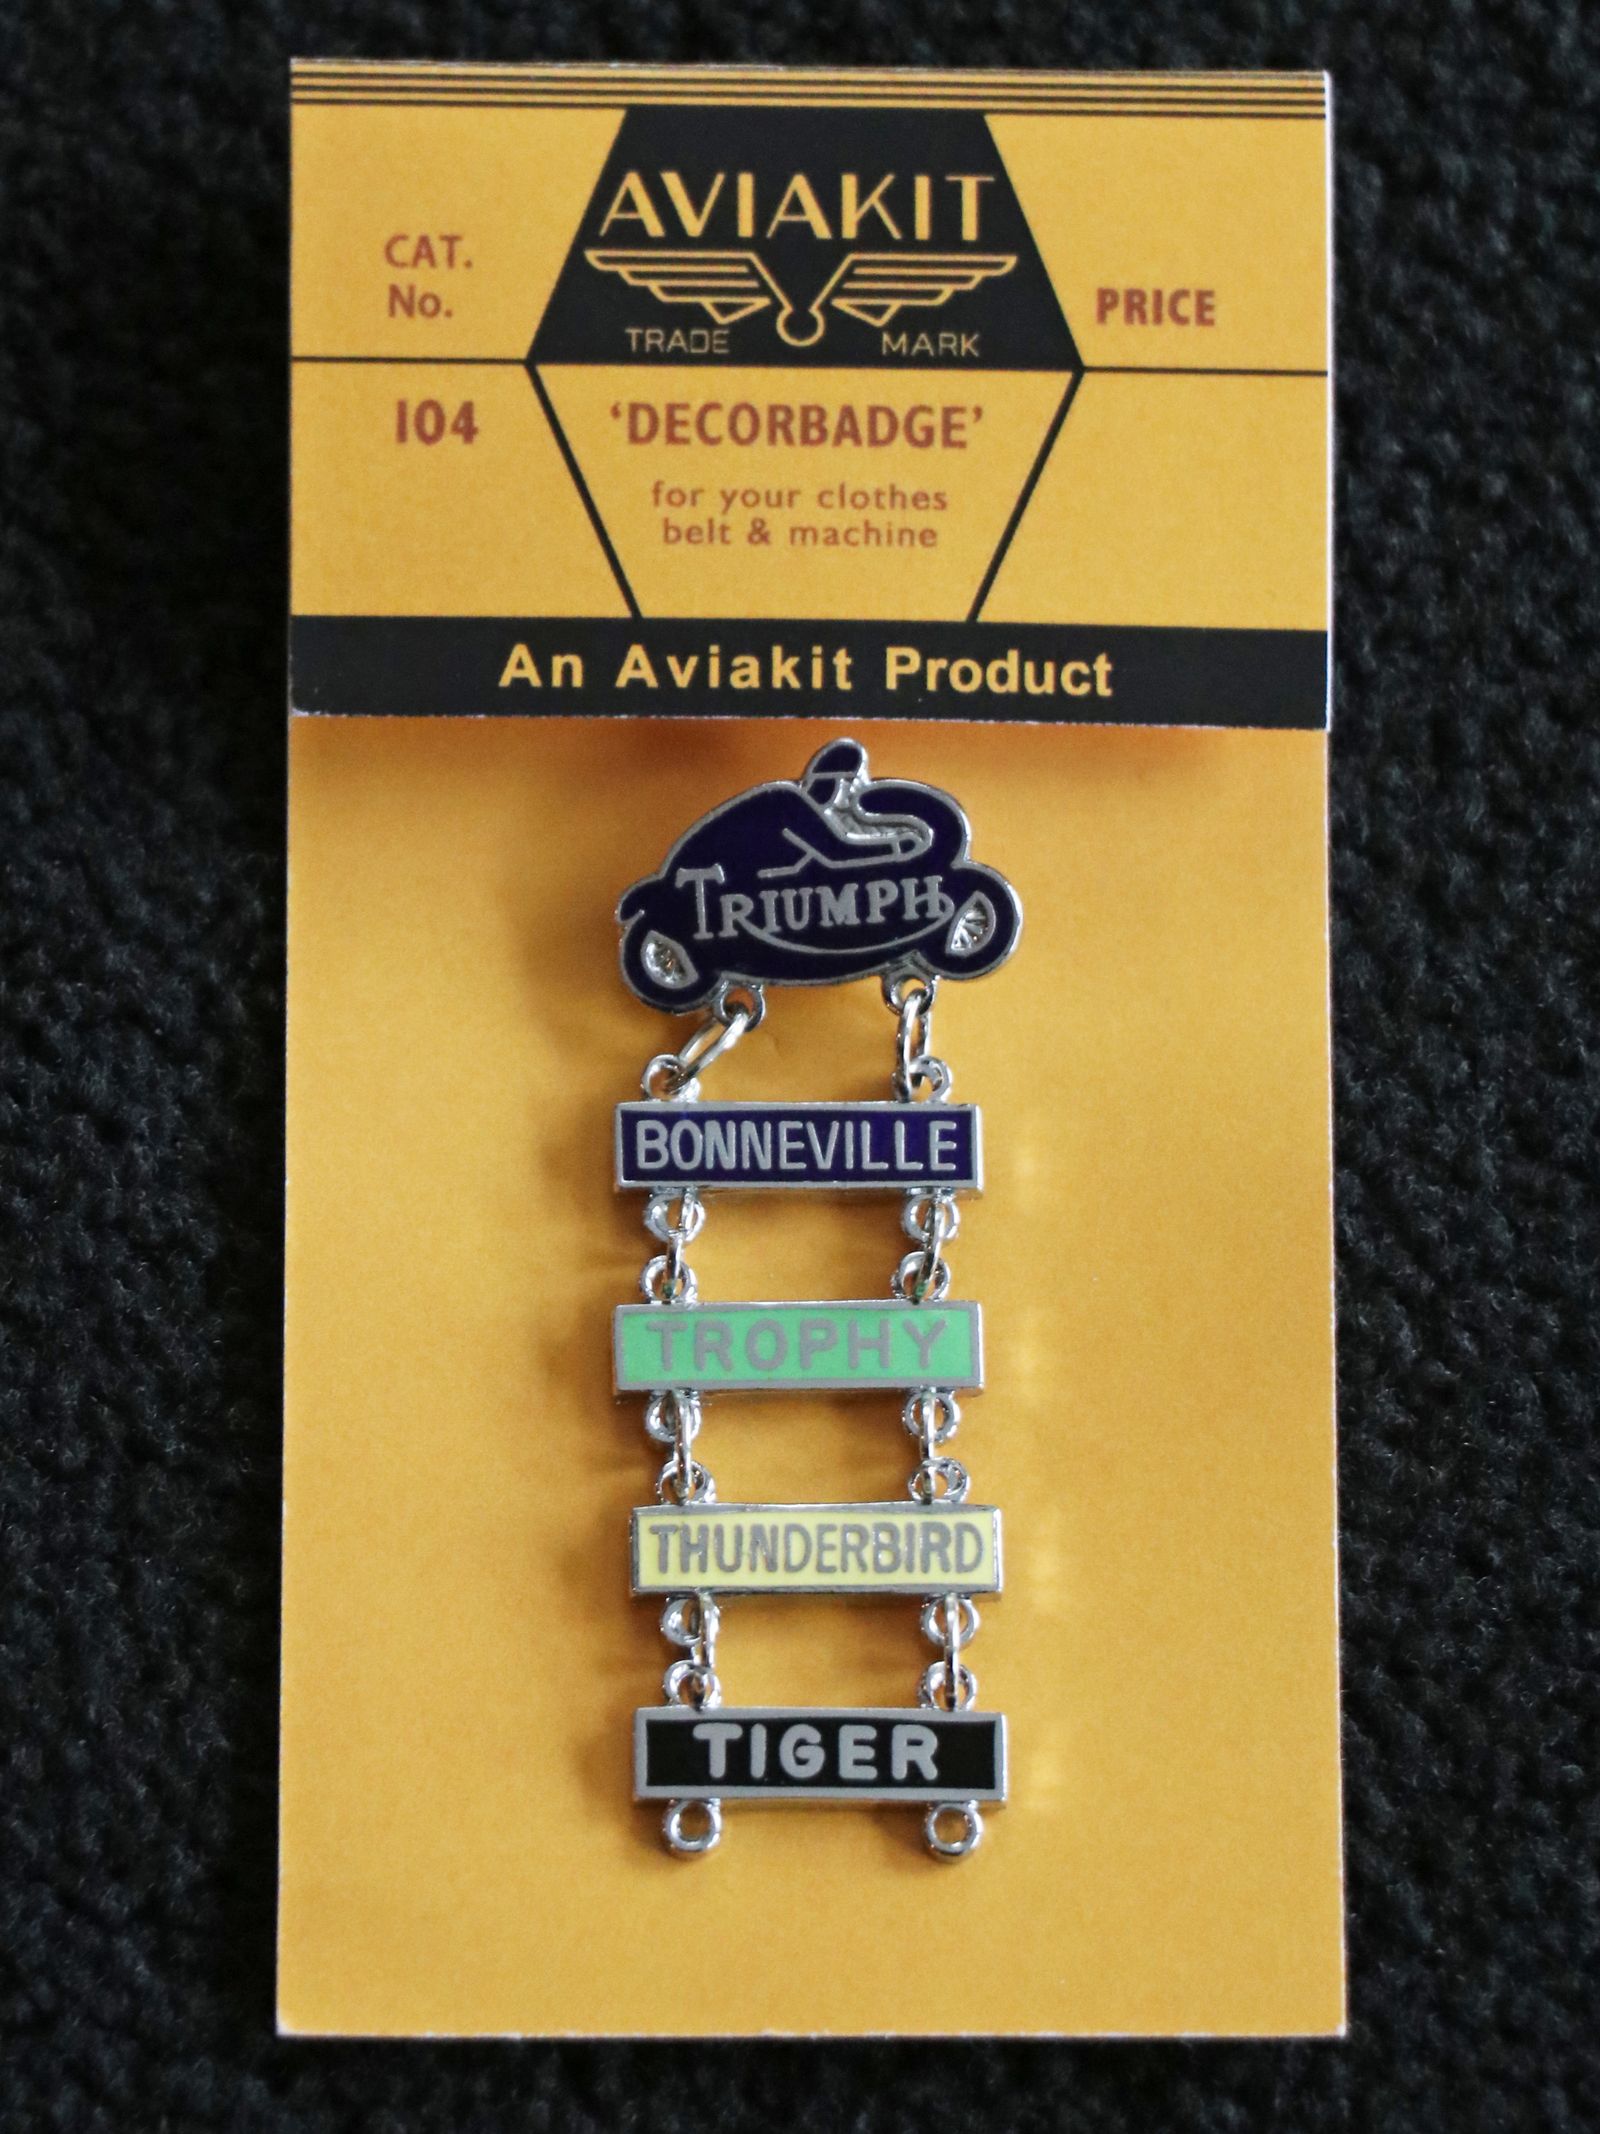 AVIAKIT
TRADE MARK
CAT.
No.
PRICE
104
‘DECORBADGE’
for your clothes
belt & machine
An Aviakit Product
TRIUMPH
BONNEVILLE
TROPHY
THUNDERBIRD
TIGER